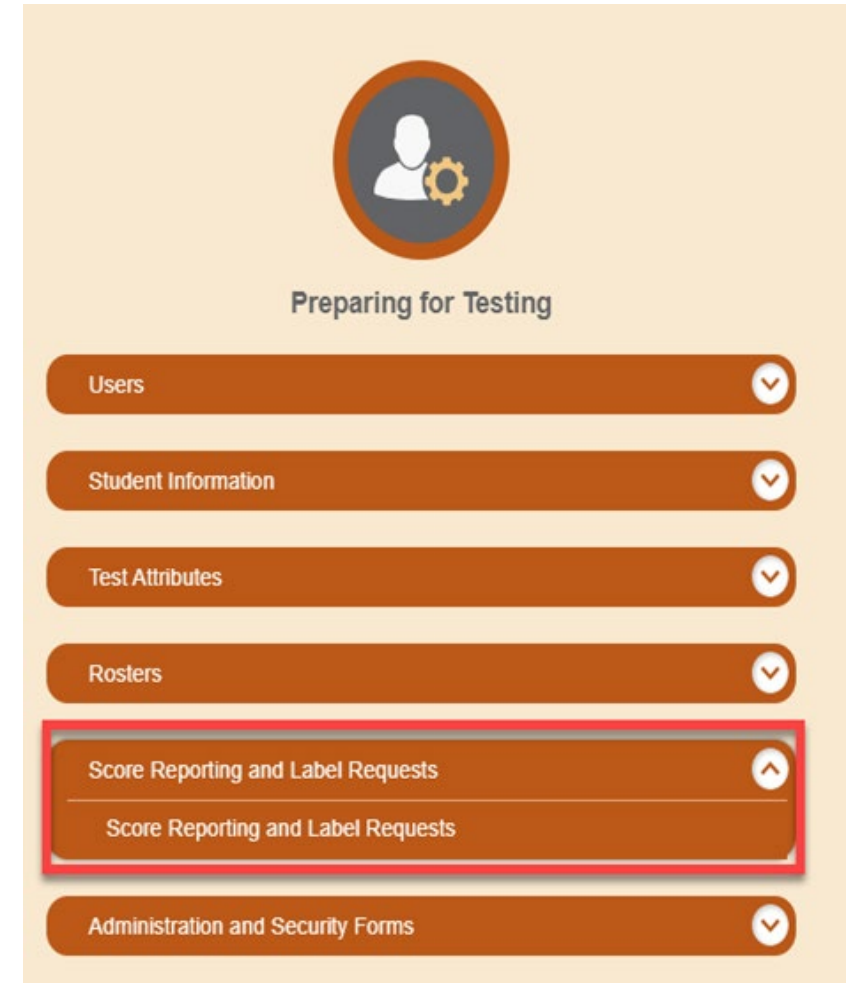 Preparing for Testing
Users
Student Information
Test Attributes
Rosters
Score Reporting and Label Requests
Score Reporting and Label Requests
Administration and Security Forms